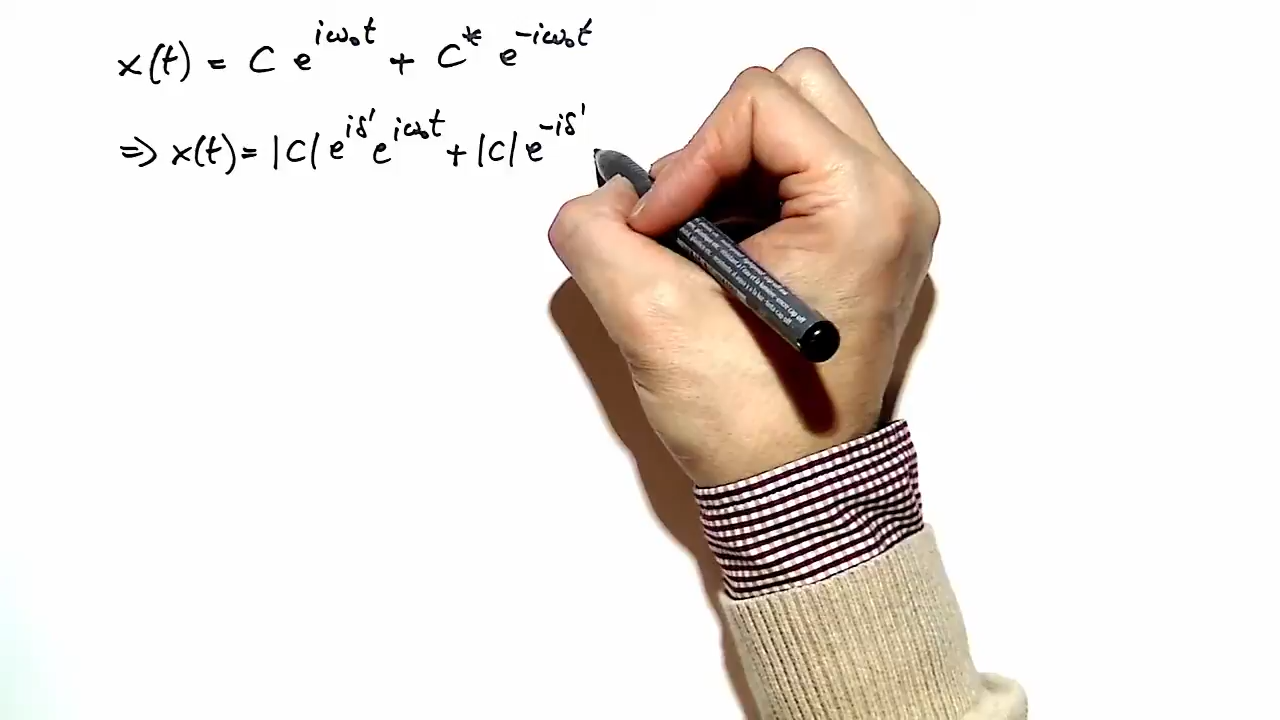 x(t) = C e^{iω₀t} + C* e^{-iω₀t}
⇒ x(t) = |C| e^{iδ'} e^{iω₀t} + |C| e^{-iδ'}